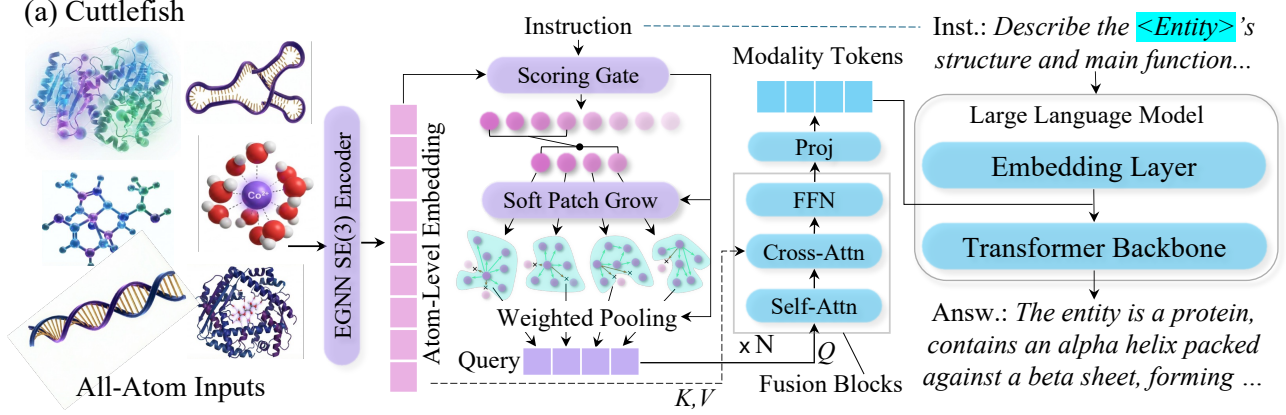 (a) Cuttlefish
All-Atom Inputs
Co²⁺
EGNN SE(3) Encoder
Atom-Level Embedding
Instruction
Scoring Gate
Soft Patch Grow
Weighted Pooling
Query
K,V
Q
Modality Tokens
Proj
FFN
Cross-Attn
Self-Attn
x N
Fusion Blocks
Inst.: Describe the <Entity>'s
structure and main function...
Large Language Model
Embedding Layer
Transformer Backbone
Answ.: The entity is a protein,
contains an alpha helix packed
against a beta sheet, forming ...